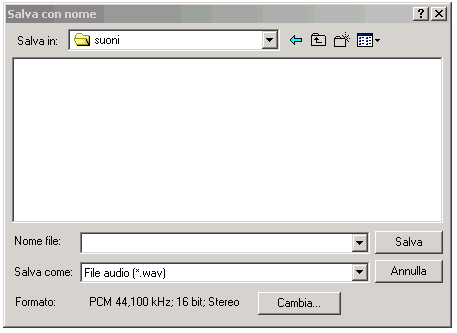 Salva con nome
Salva in: suoni
Nome file: Salva
Salva come: File audio (*.wav) Annulla
Formato: PCM 44,100 kHz; 16 bit; Stereo Cambia...